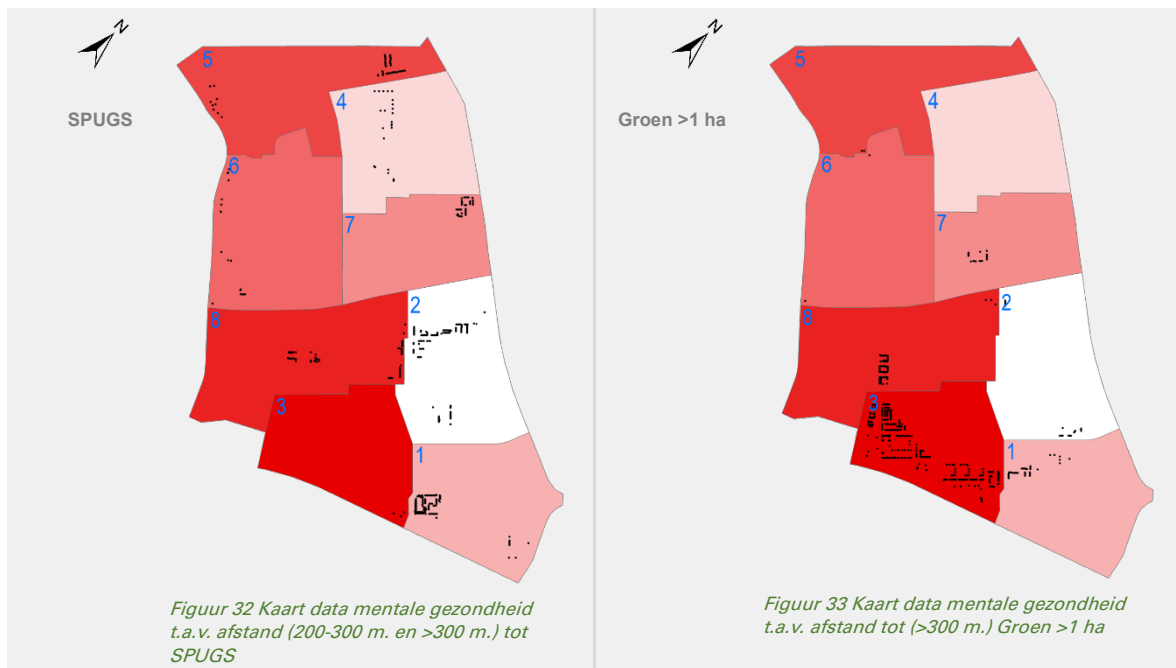 N
5
4
SPUGS
6
7
2
8
3
1
Figuur 32 Kaart data mentale gezondheid
t.a.v. afstand (200-300 m. en >300 m.) tot
SPUGS
N
5
4
Groen >1 ha
6
7
2
8
3
1
Figuur 33 Kaart data mentale gezondheid
t.a.v. afstand tot (>300 m.) Groen >1 ha